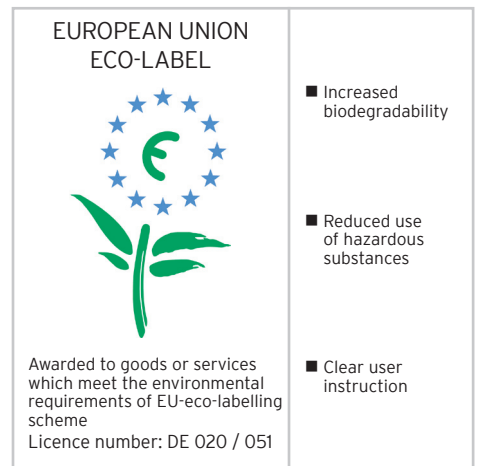 EUROPEAN UNION
ECO-LABEL
Awarded to goods or services
which meet the environmental
requirements of EU-eco-labelling
scheme
Licence number: DE 020 / 051
■ Increased
biodegradability
■ Reduced use
of hazardous
substances
■ Clear user
instruction